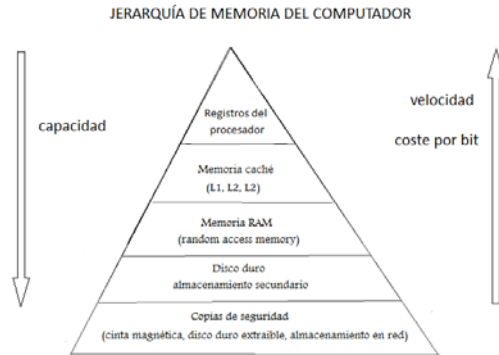 JERARQUÍA DE MEMORIA DEL COMPUTADOR
capacidad
velocidad
coste por bit
Registros del
procesador
Memoria caché
(L1, L2, L2)
Memoria RAM
(random access memory)
Disco duro
almacenamiento secundario
Copias de seguridad
(cinta magnética, disco duro extraible, almacenamiento en red)